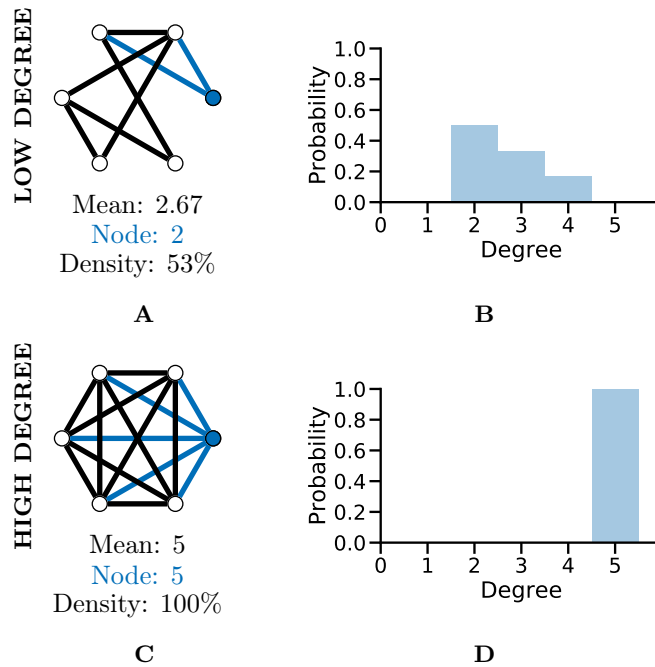 LOW DEGREE
Mean: 2.67
Node: 2
Density: 53%
A
Probability
1.0
0.8
0.6
0.4
0.2
0.0
0 1 2 3 4 5
Degree
B
HIGH DEGREE
Mean: 5
Node: 5
Density: 100%
C
Probability
1.0
0.8
0.6
0.4
0.2
0.0
0 1 2 3 4 5
Degree
D